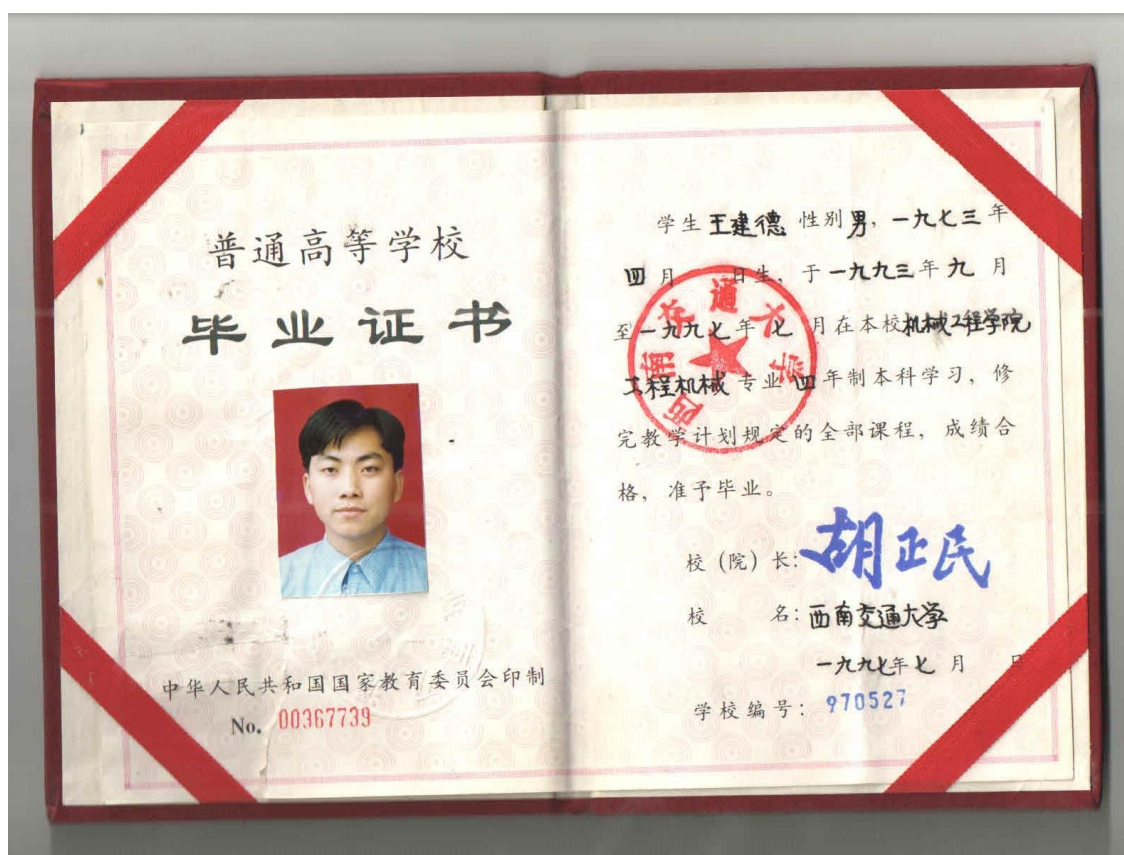 普通高等学校
毕业证书
中华人民共和国国家教育委员会印制
No. 00367739
学生王建德 性别男，一九七三年
四月 日生，于一九九三年九月
至一九九七年七月在本校机械工程学院
工程机械专业四年制本科学习，修
完教学计划规定的全部课程，成绩合
格，准予毕业。
西南交通大学
校（院）长：胡正民
校 名：西南交通大学
一九九七年七月 日
学校编号：970527